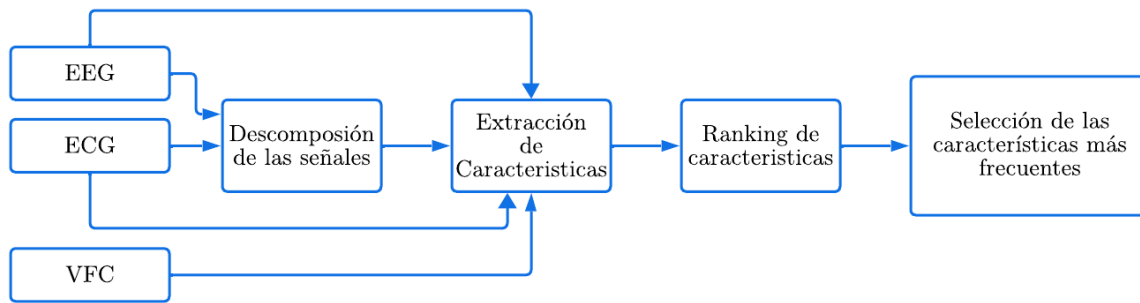 EEG
ECG
VFC
Descomposión
de las señales
Extracción
de
Caracteristicas
Ranking de
caracteristicas
Selección de las
características más
frecuentes